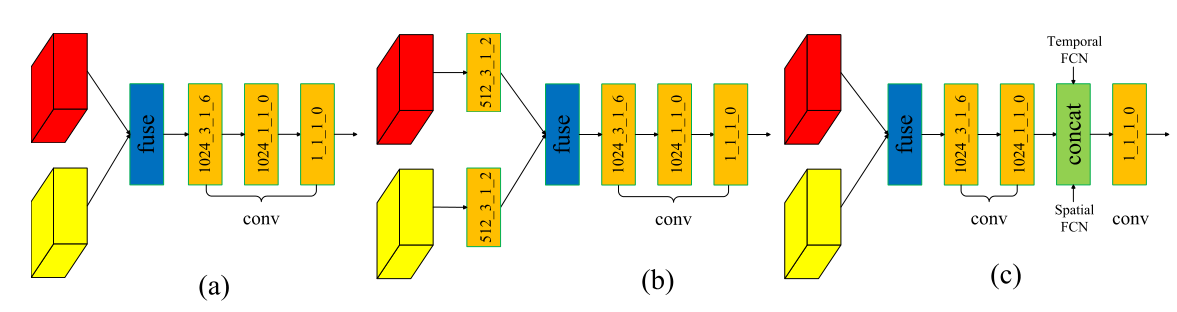 fuse
1024_3_1_6
1024_1_1_0
1_1_1_0
conv
(a)
512_3_1_2
512_3_1_2
fuse
1024_3_1_6
1024_1_1_0
1_1_1_0
conv
(b)
Temporal
FCN
fuse
1024_3_1_6
1024_1_1_0
concat
1_1_1_0
Spatial
FCN
conv
conv
(c)